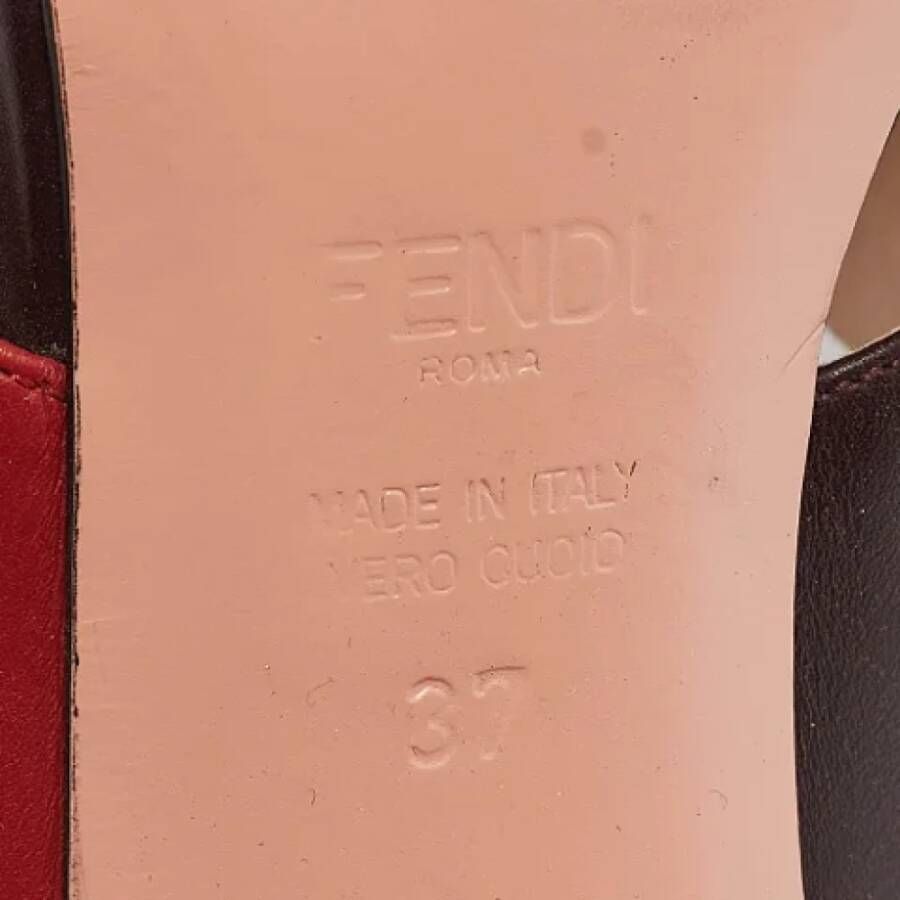 FENDI
ROMA
MADE IN ITALY
VERO CUOIO
37